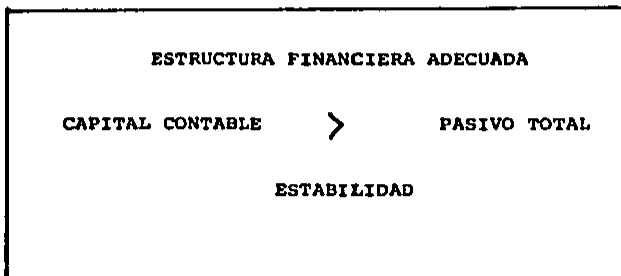 ESTRUCTURA FINANCIERA ADECUADA
CAPITAL CONTABLE > PASIVO TOTAL
ESTABILIDAD